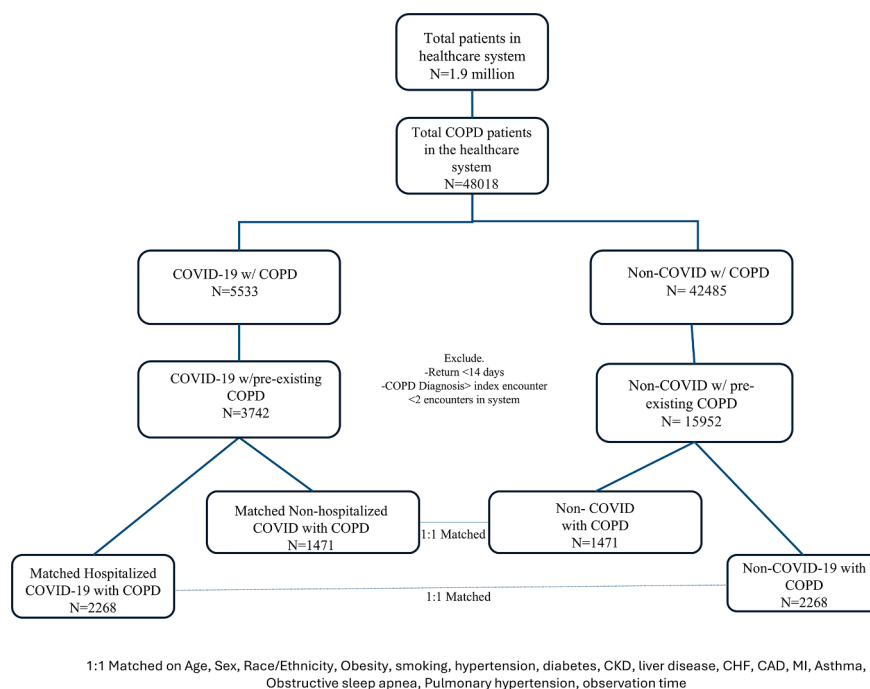 Total patients in
healthcare system
N=1.9 million
Total COPD patients
in the healthcare
system
N=48018
COVID-19 w/ COPD
N=5533
Non-COVID w/ COPD
N= 42485
Exclude.
-Return <14 days
-COPD Diagnosis> index encounter
<2 encounters in system
COVID-19 w/pre-existing
COPD
N=3742
Non-COVID w/ pre-
existing COPD
N= 15952
Matched Non-hospitalized
COVID with COPD
N=1471
1:1 Matched
Non- COVID
with COPD
N=1471
Matched Hospitalized
COVID-19 with COPD
N=2268
1:1 Matched
Non-COVID-19 with
COPD
N=2268
1:1 Matched on Age, Sex, Race/Ethnicity, Obesity, smoking, hypertension, diabetes, CKD, liver disease, CHF, CAD, MI, Asthma,
Obstructive sleep apnea, Pulmonary hypertension, observation time